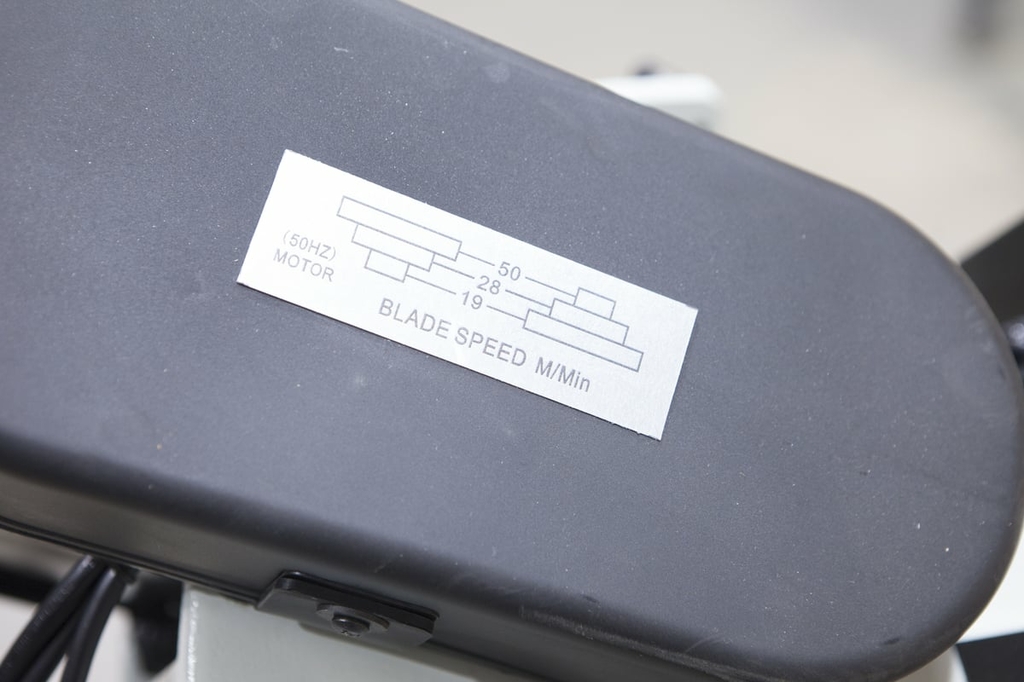 (50HZ)
MOTOR
50
28
19
BLADE SPEED M/Min